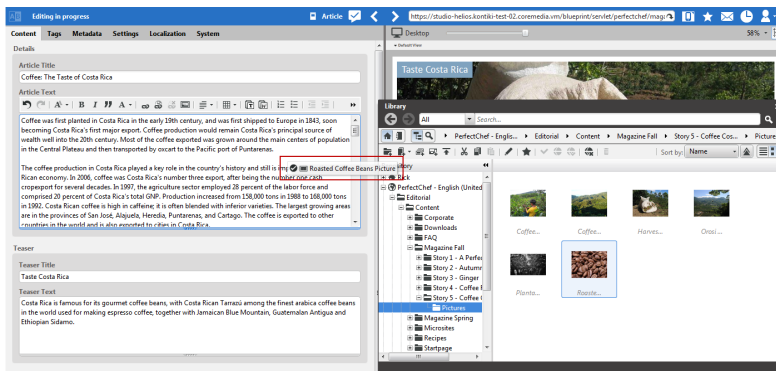 Editing in progress
Article
https://studio-helios.kontiki-test-02.coremedia.vm/blueprint/servlet/perfectchef/maga
Content Tags Metadata Settings Localization System
Desktop
58%
Details
Default View
Article Title
Coffee: The Taste of Costa Rica
Taste Costa Rica
Article Text
Coffee was first planted in Costa Rica in the early 19th century, and was first shipped to Europe in 1843, soon
becoming Costa Rica's first major export. Coffee production would remain Costa Rica's principal source of
wealth well into the 20th century. Most of the coffee exported was grown around the main centers of population
in the Central Plateau and then transported by oxcart to the Pacific port of Puntarenas.
The coffee production in Costa Rica played a key role in the country's history and still is imp
Roasted Coffee Beans Picture
Rican economy. In 2006, coffee was Costa Rica's number three export, after being the number one cash
cropexport for several decades. In 1997, the agriculture sector employed 28 percent of the labor force and
comprised 20 percent of Costa Rica's total GNP. Production increased from 158,000 tons in 1988 to 168,000 tons
in 1992. Costa Rican coffee is high in caffeine; it is often blended with inferior varieties. The largest growing areas
are in the provinces of San José, Alajuela, Heredia, Puntarenas, and Cartago. The coffee is exported to other
countries in the world and is also exported to cities in Costa Rica.
Teaser
Teaser Title
Taste Costa Rica
Teaser Text
Costa Rica is famous for its gourmet coffee beans, with Costa Rican Tarrazú among the finest arabica coffee beans
in the world used for making espresso coffee, together with Jamaican Blue Mountain, Guatemalan Antigua and
Ethiopian Sidamo.
Library
All
Search...
PerfectChef - Englis... Editorial Content Magazine Fall Story 5 - Coffee Cos... Picture
Sort by: Name
PerfectChef - English (United
Editorial
Content
Corporate
Downloads
FAQ
Magazine Fall
Story 1 - A Perfe
Story 2 - Autumn
Story 3 - Ginger
Story 4 - Coffee
Story 5 - Coffee
Pictures
Magazine Spring
Microsites
Recipes
Startpage
Coffee...
Coffee...
Harves...
Orosi...
Planta...
Roaste...